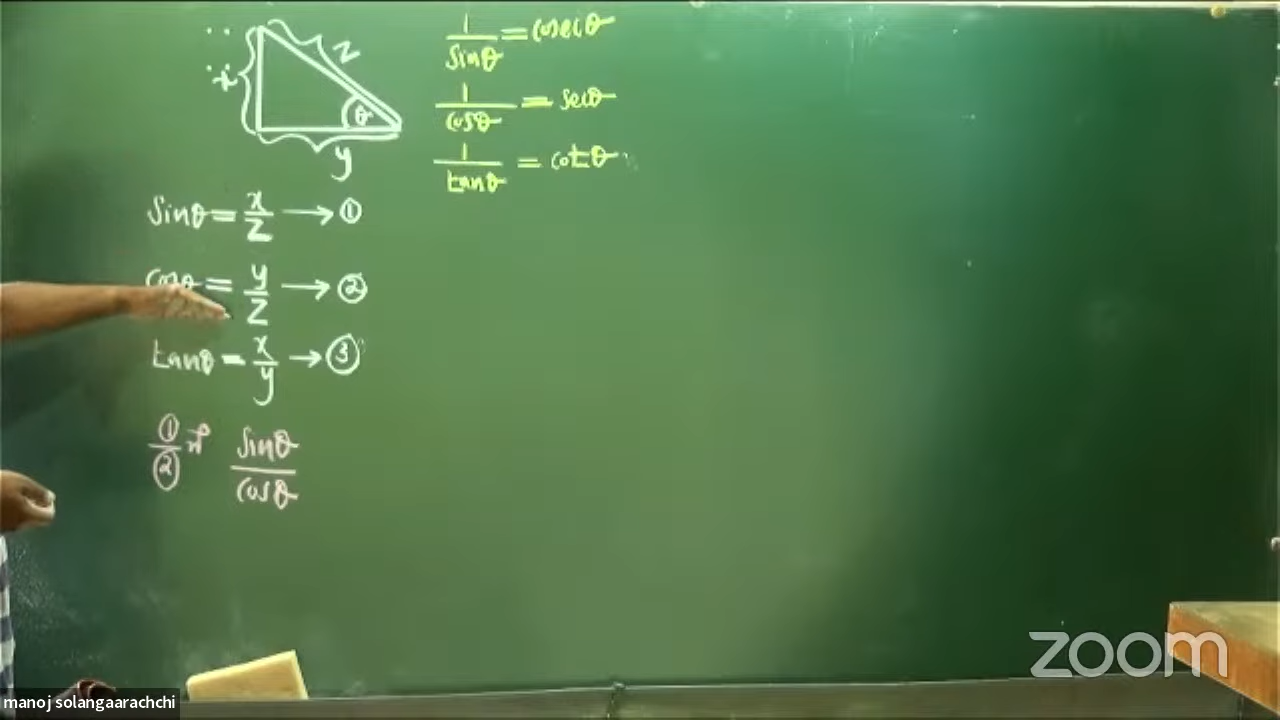 x
z
θ
y
1/sinθ = cosecθ
1/cosθ = secθ
1/tanθ = cotθ
sinθ = x/z → ①
cosθ = y/z → ②
tanθ = x/y → ③
①/② sinθ/cosθ
zoom
manoj solangaarachchi